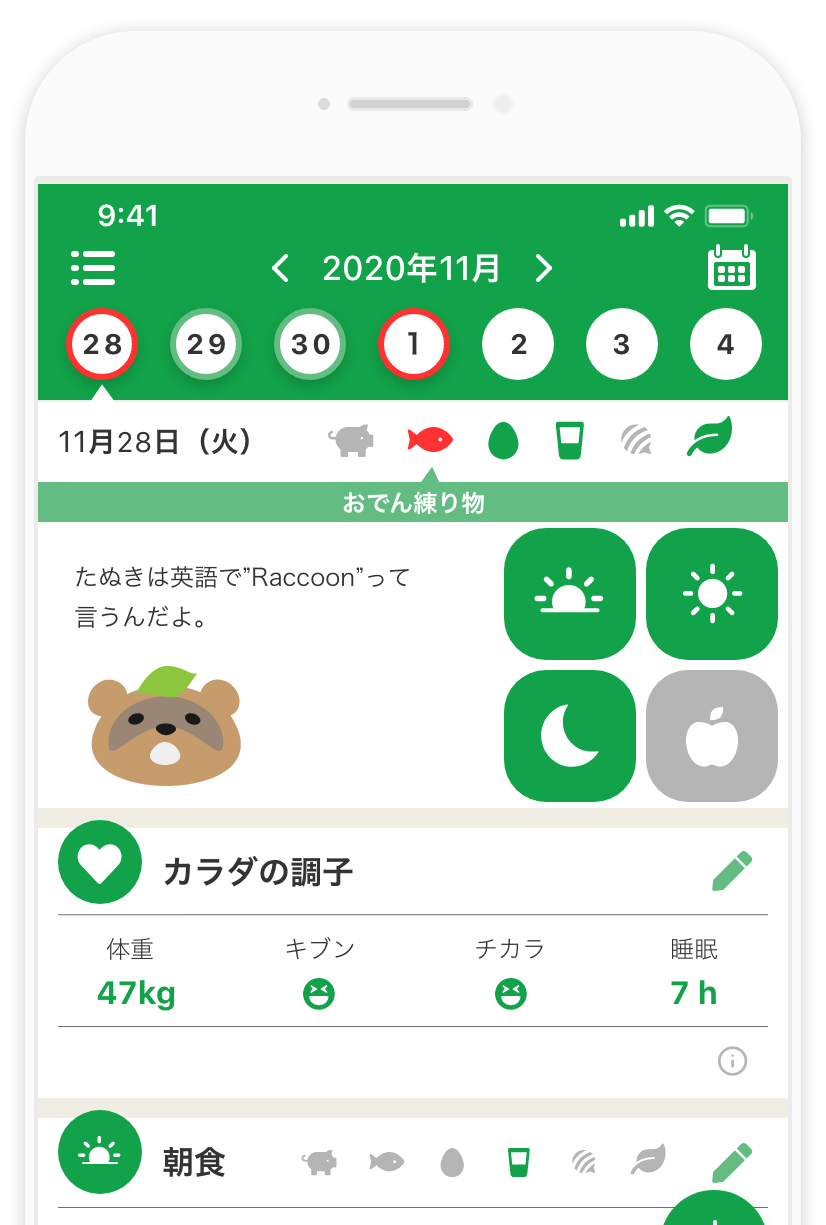 9:41
2020年11月
28 29 30 1 2 3 4
11月28日（火）
おでん練り物
たぬきは英語で”Raccoon”って
言うんだよ。
カラダの調子
体重 キブン チカラ 睡眠
47kg 7 h
朝食